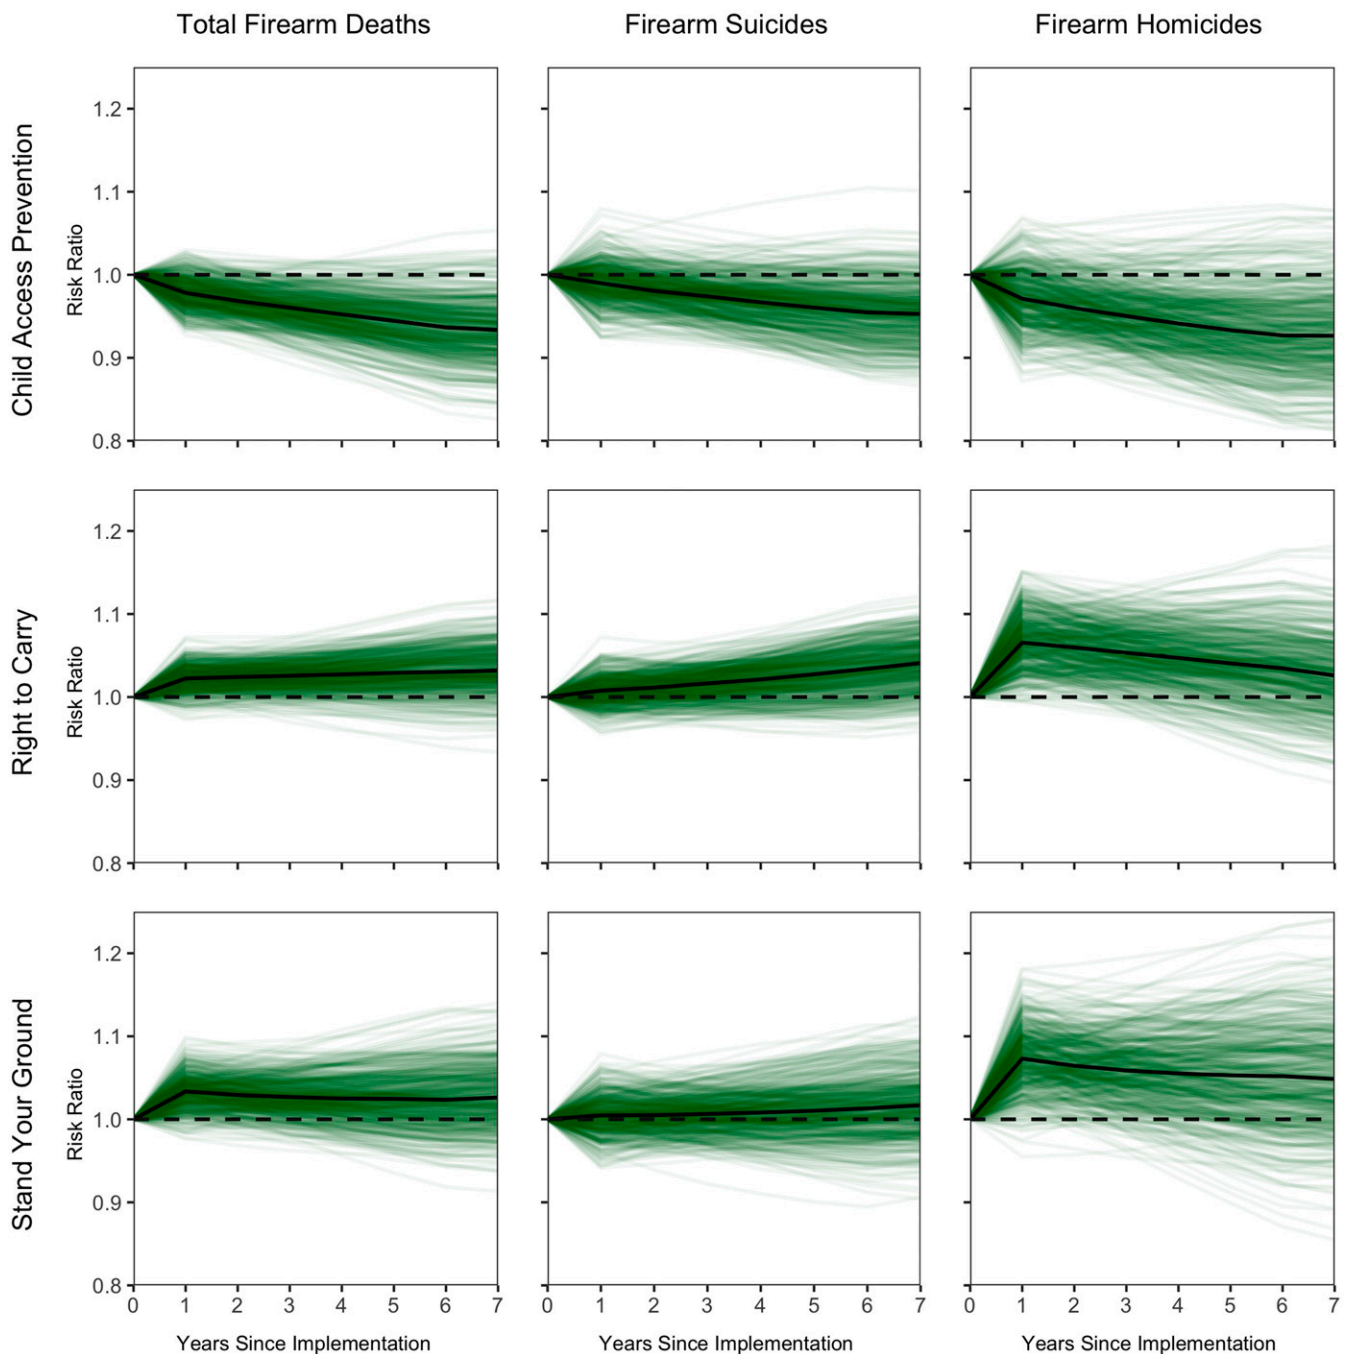 Total Firearm Deaths
Firearm Suicides
Firearm Homicides
Child Access Prevention
Risk Ratio
1.2
1.1
1.0
0.9
0.8
Right to Carry
Risk Ratio
1.2
1.1
1.0
0.9
0.8
Stand Your Ground
Risk Ratio
1.2
1.1
1.0
0.9
0.8
0 1 2 3 4 5 6 7
0 1 2 3 4 5 6 7
0 1 2 3 4 5 6 7
Years Since Implementation
Years Since Implementation
Years Since Implementation